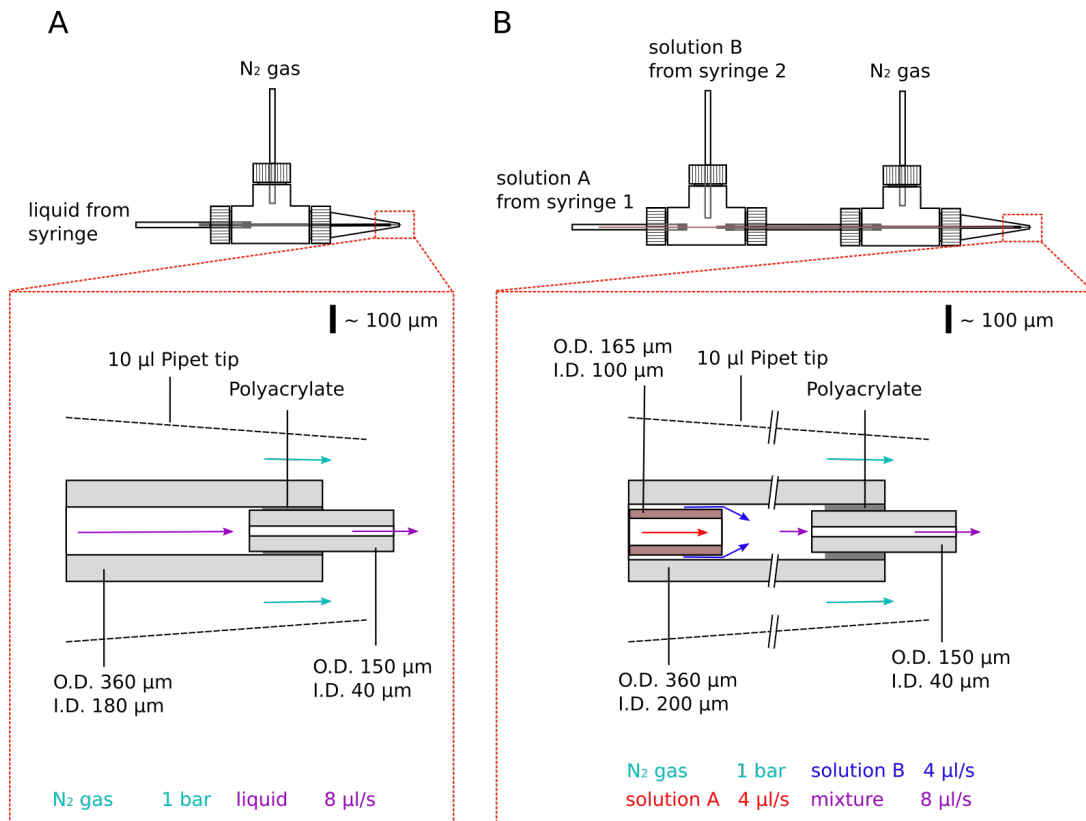 A
N₂ gas
liquid from
syringe
~ 100 μm
10 μl Pipet tip
Polyacrylate
O.D. 360 μm
I.D. 180 μm
O.D. 150 μm
I.D. 40 μm
N₂ gas 1 bar liquid 8 μl/s
B
solution B
from syringe 2
N₂ gas
solution A
from syringe 1
~ 100 μm
O.D. 165 μm
I.D. 100 μm
10 μl Pipet tip
Polyacrylate
O.D. 360 μm
I.D. 200 μm
O.D. 150 μm
I.D. 40 μm
N₂ gas 1 bar solution B 4 μl/s
solution A 4 μl/s mixture 8 μl/s